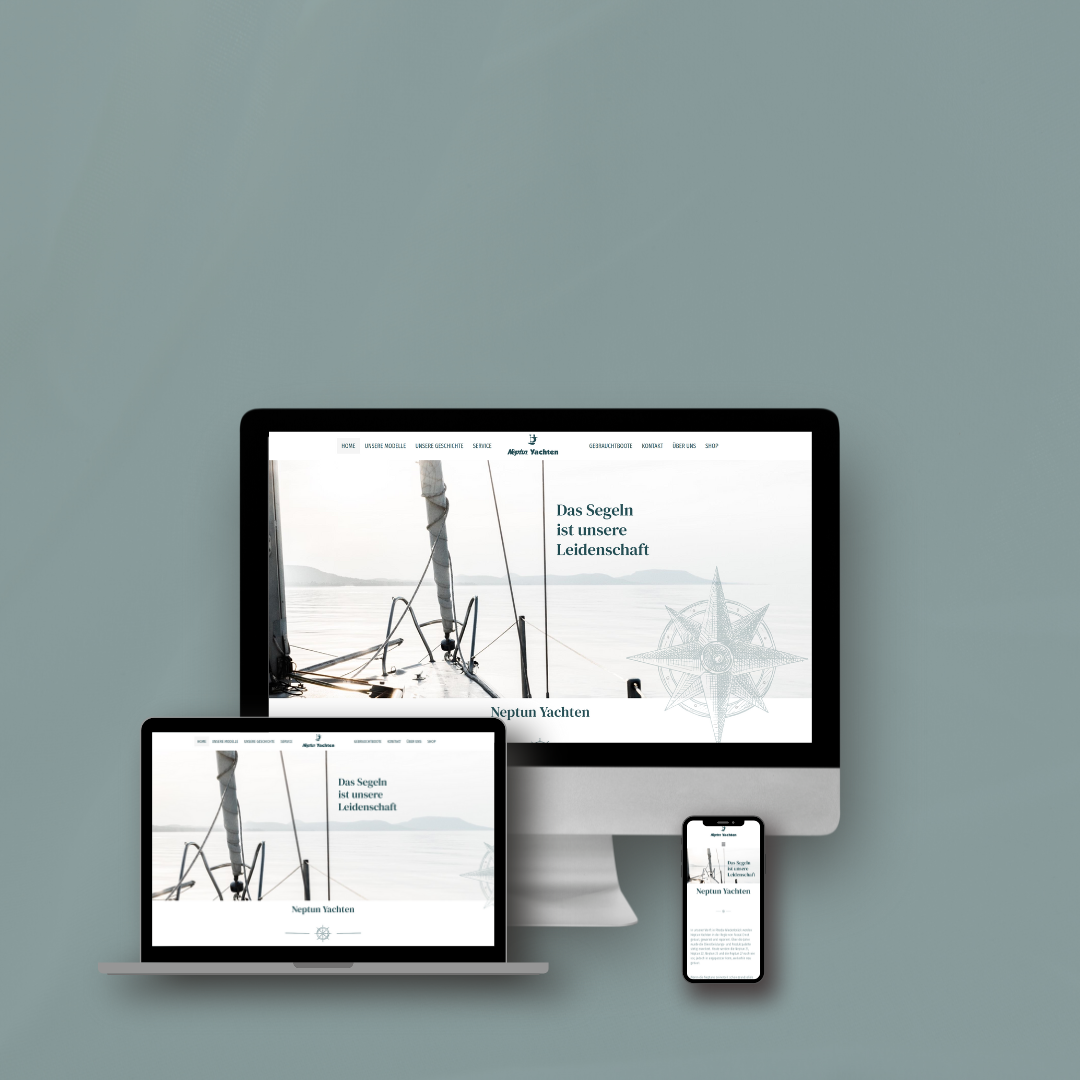 HOME UNSERE MODELLE UNSERE GESCHICHTE SERVICE Neptun Yachten GEBRAUCHTBOOTE KONTAKT ÜBER UNS SHOP
Das Segeln
ist unsere
Leidenschaft
Neptun Yachten
HOME UNSERE MODELLE UNSERE GESCHICHTE SERVICE Neptun Yachten GEBRAUCHTBOOTE KONTAKT ÜBER UNS SHOP
Das Segeln
ist unsere
Leidenschaft
Neptun Yachten
Neptun Yachten
Das Segeln
ist unsere
Leidenschaft
Neptun Yachten